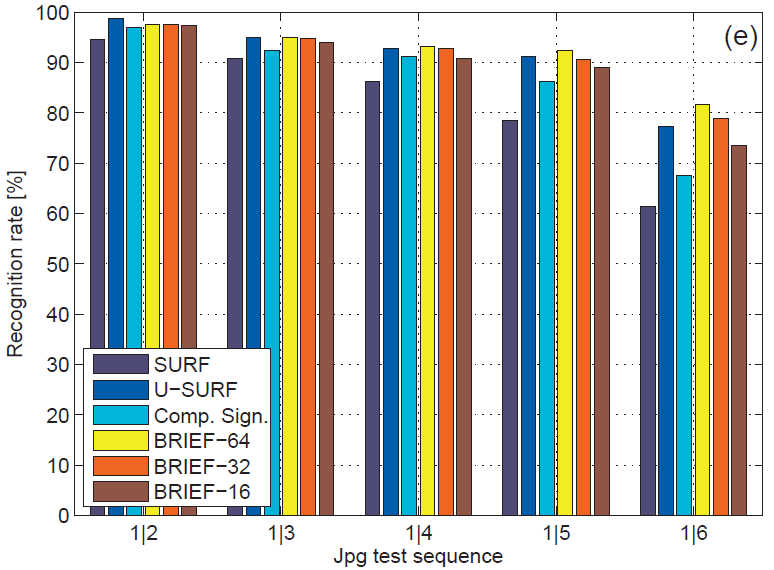 (e)
Recognition rate [%]
100
90
80
70
60
50
40
30
20
10
0
SURF
U−SURF
Comp. Sign.
BRIEF−64
BRIEF−32
BRIEF−16
1|2 1|3 1|4 1|5 1|6
Jpg test sequence